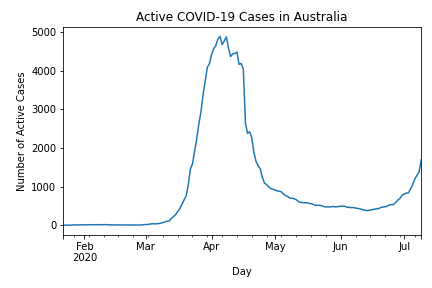 Active COVID-19 Cases in Australia
Number of Active Cases
5000
4000
3000
2000
1000
0
Feb
2020
Mar
Apr
May
Jun
Jul
Day